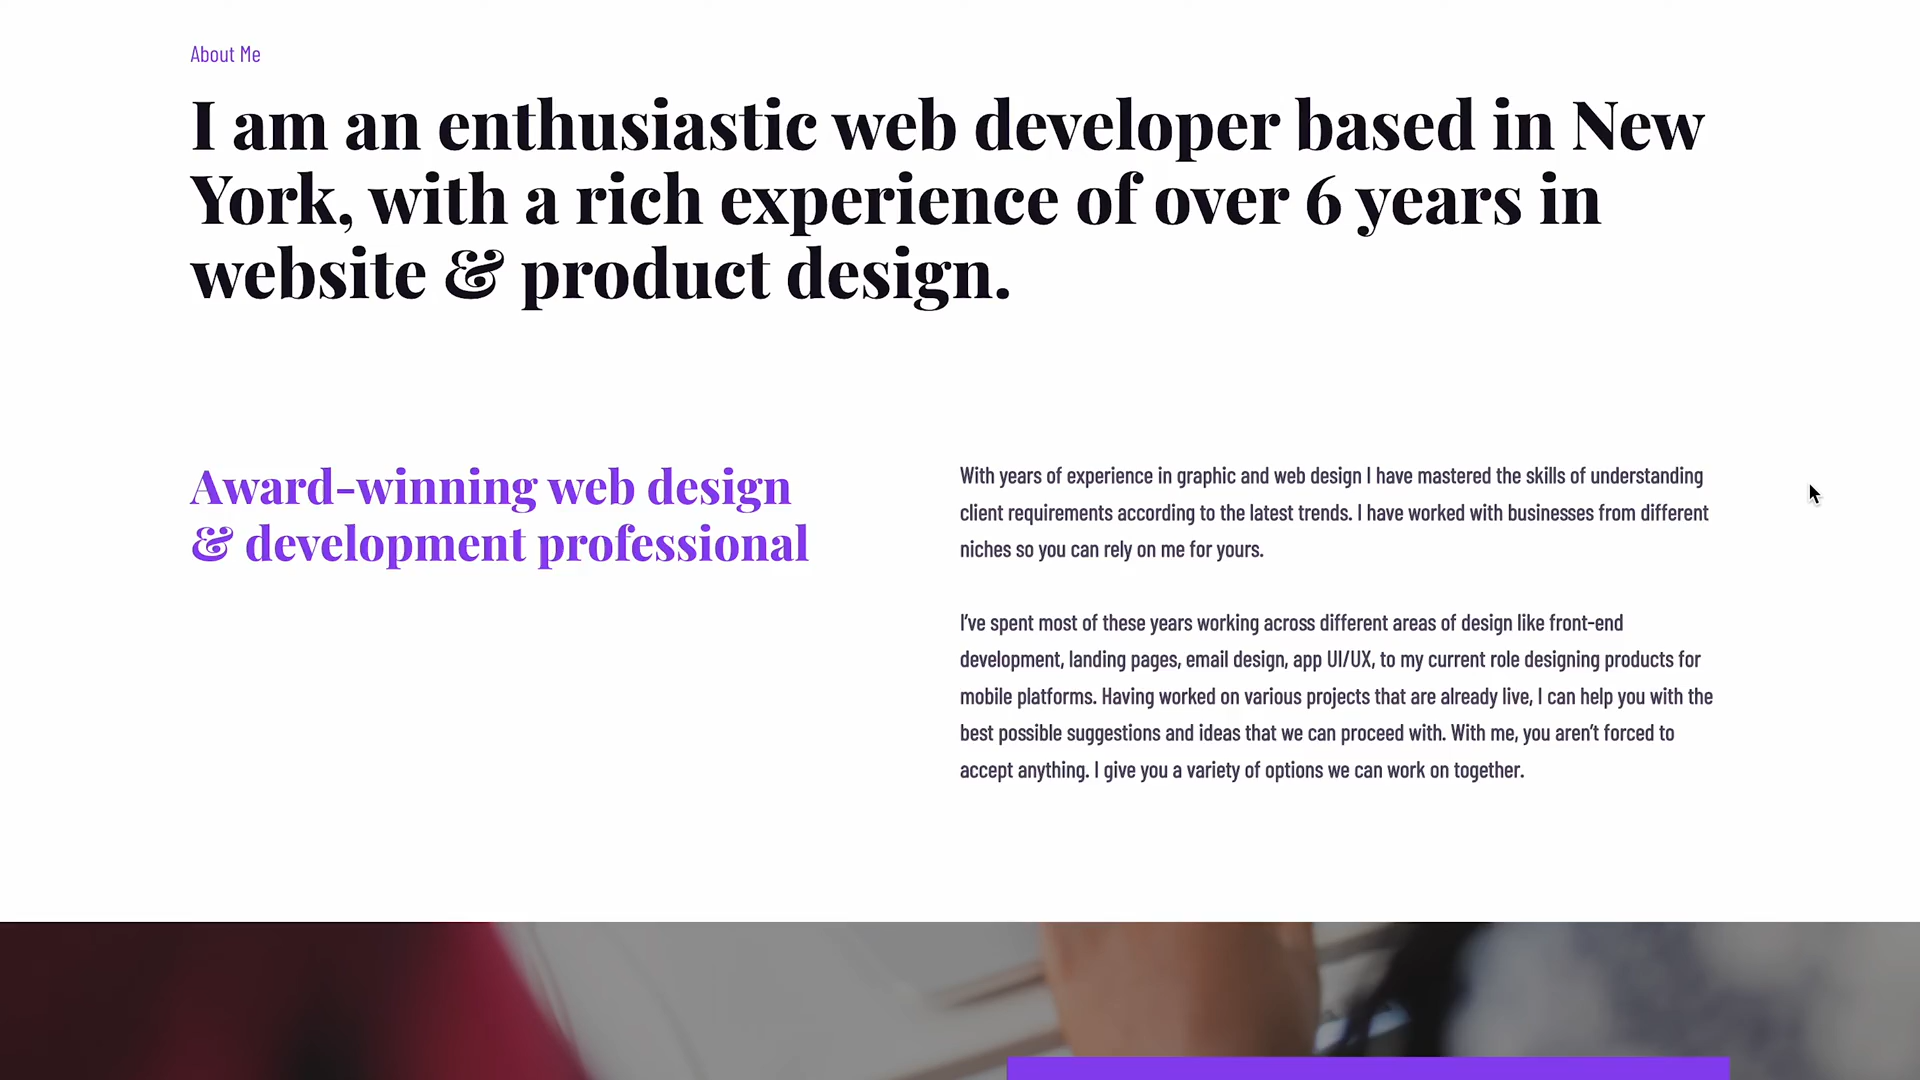 About Me
I am an enthusiastic web developer based in New
York, with a rich experience of over 6 years in
website & product design.
Award-winning web design
& development professional
With years of experience in graphic and web design I have mastered the skills of understanding
client requirements according to the latest trends. I have worked with businesses from different
niches so you can rely on me for yours.
I’ve spent most of these years working across different areas of design like front-end
development, landing pages, email design, app UI/UX, to my current role designing products for
mobile platforms. Having worked on various projects that are already live, I can help you with the
best possible suggestions and ideas that we can proceed with. With me, you aren’t forced to
accept anything. I give you a variety of options we can work on together.